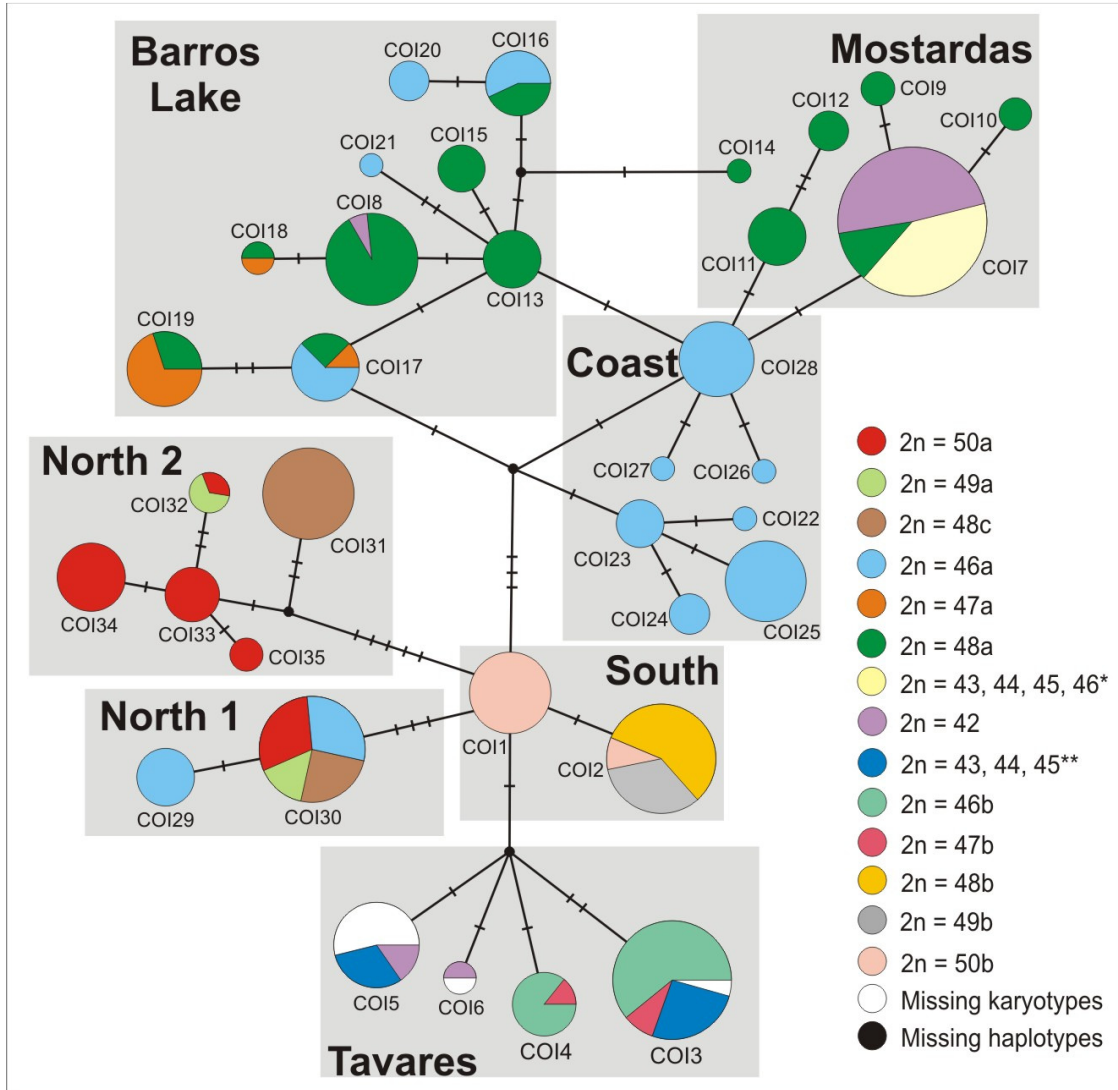 Barros
Lake
COI20
COI16
COI21
COI15
COI8
COI18
COI13
COI19
COI17
Mostardas
COI9
COI12
COI10
COI14
COI11
COI7
Coast
COI28
COI27
COI26
COI22
COI23
COI24
COI25
North 2
COI32
COI31
COI34
COI33
COI35
North 1
COI29
COI30
South
COI1
COI2
COI5
COI6
COI4
COI3
Tavares
2n = 50a
2n = 49a
2n = 48c
2n = 46a
2n = 47a
2n = 48a
2n = 43, 44, 45, 46*
2n = 42
2n = 43, 44, 45**
2n = 46b
2n = 47b
2n = 48b
2n = 49b
2n = 50b
Missing karyotypes
Missing haplotypes